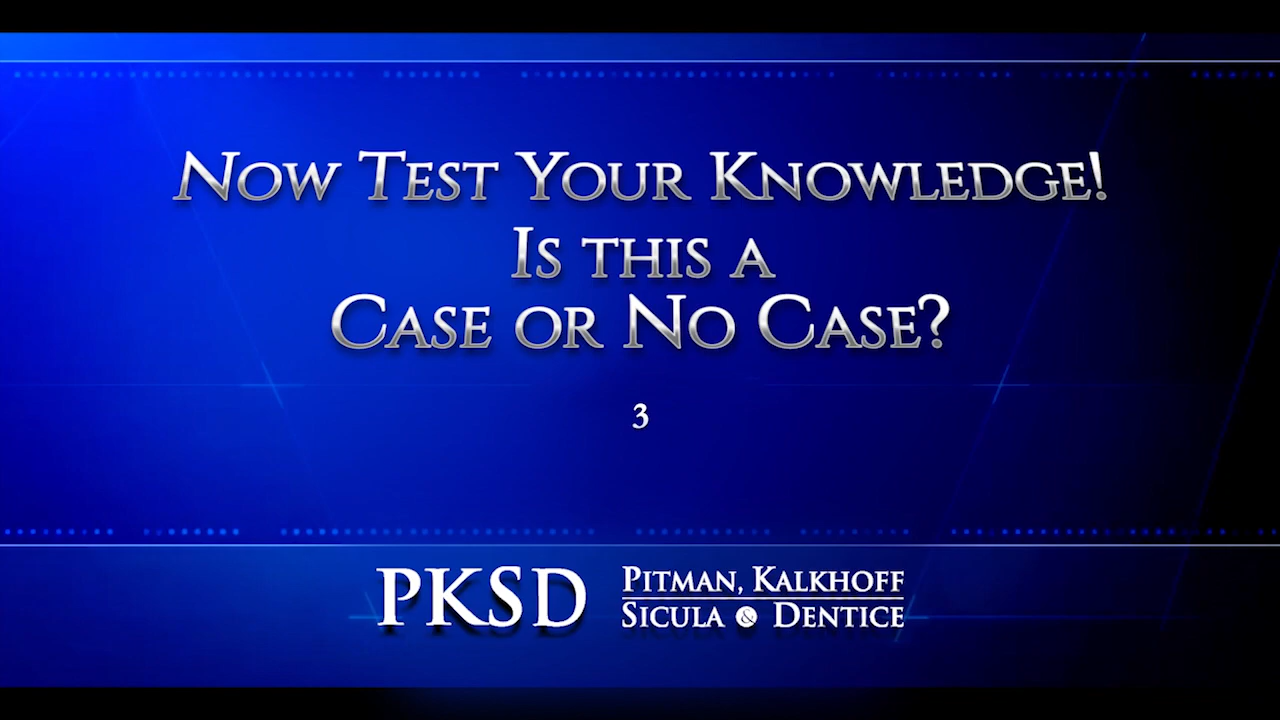 Now Test Your Knowledge!
Is this a
Case or No Case?
3
PKSD
Pitman, Kalkhoff
Sicula & Dentice